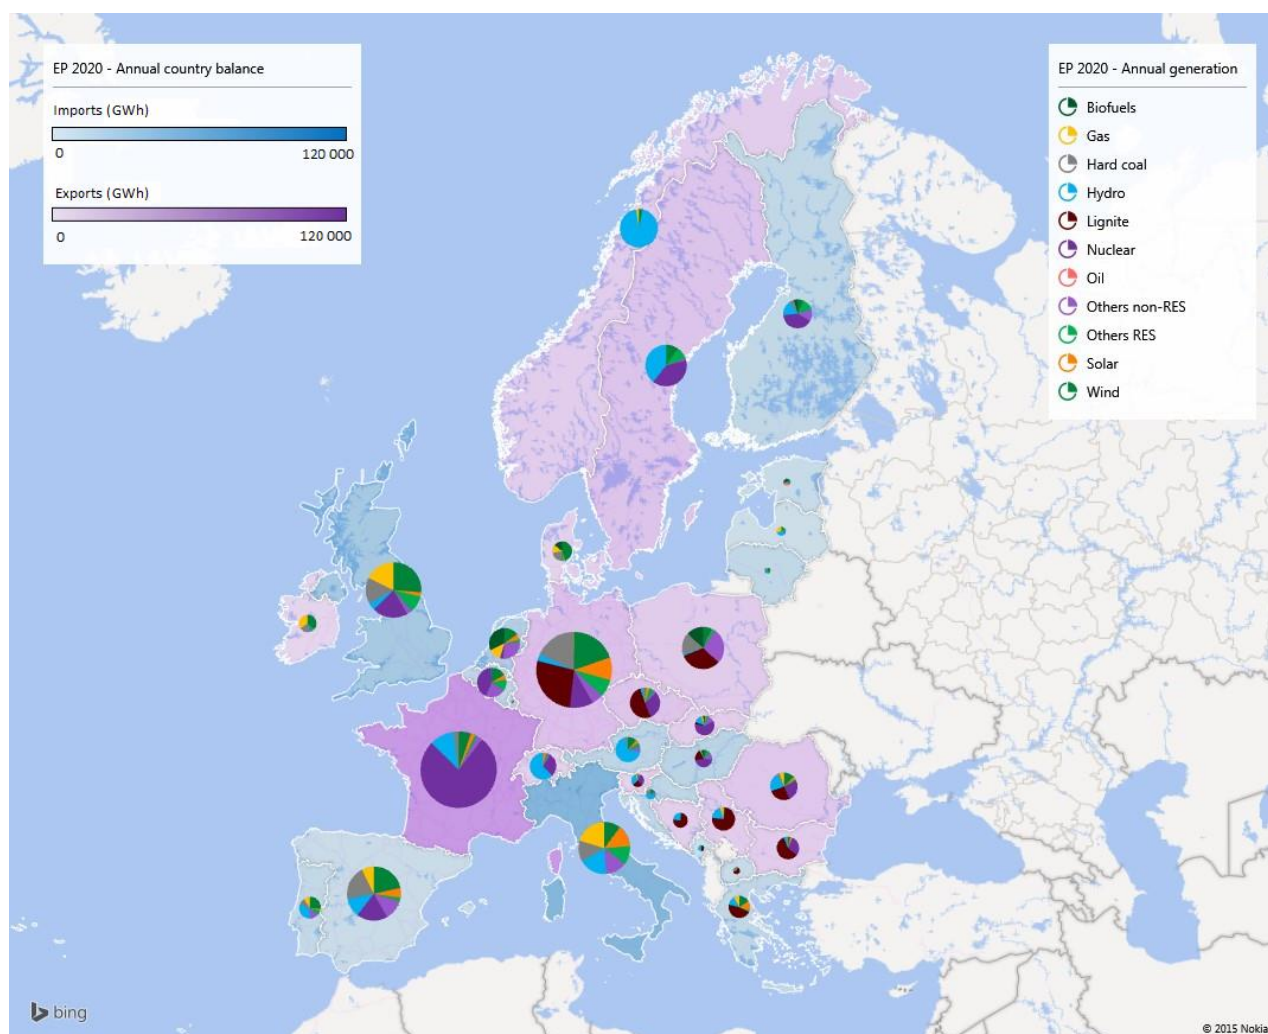 EP 2020 - Annual country balance
Imports (GWh)
0 120 000
Exports (GWh)
0 120 000
EP 2020 - Annual generation
Biofuels
Gas
Hard coal
Hydro
Lignite
Nuclear
Oil
Others non-RES
Others RES
Solar
Wind
bing
© 2015 Nokia